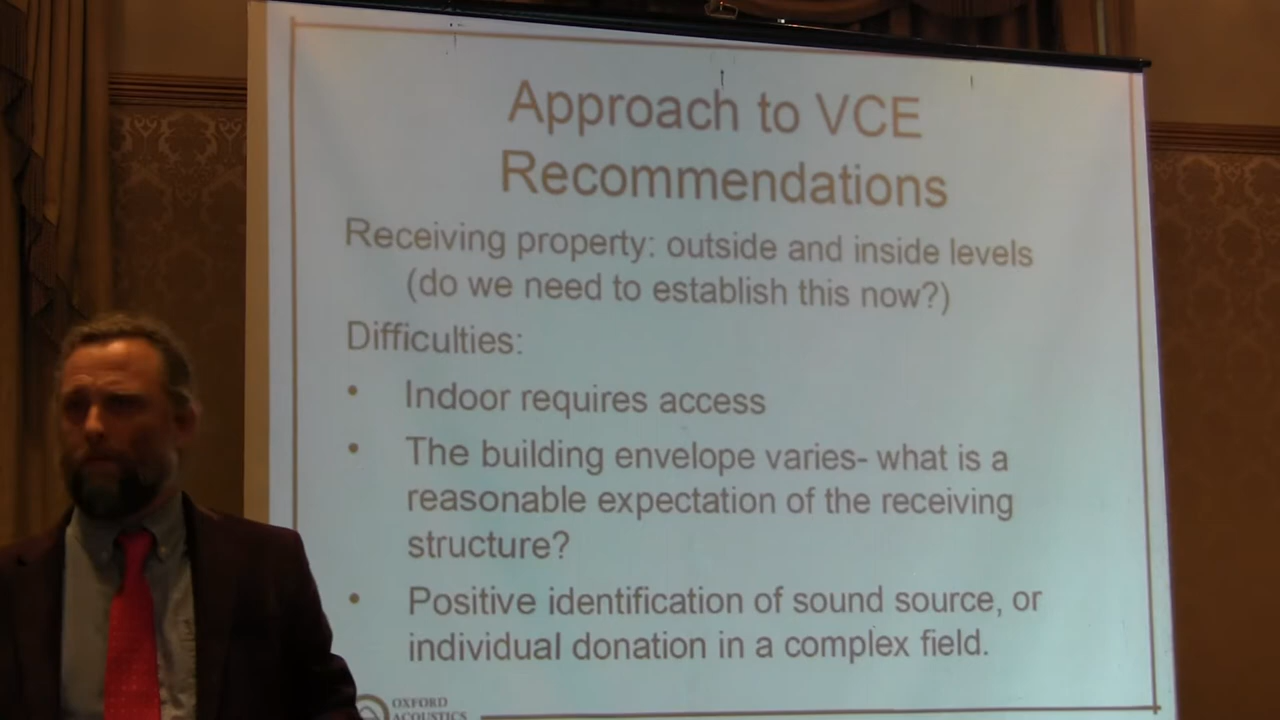 Approach to VCE
Recommendations
Receiving property: outside and inside levels
(do we need to establish this now?)
Difficulties:
• Indoor requires access
• The building envelope varies- what is a
reasonable expectation of the receiving
structure?
• Positive identification of sound source, or
individual donation in a complex field.
OXFORD
ACOUSTICS